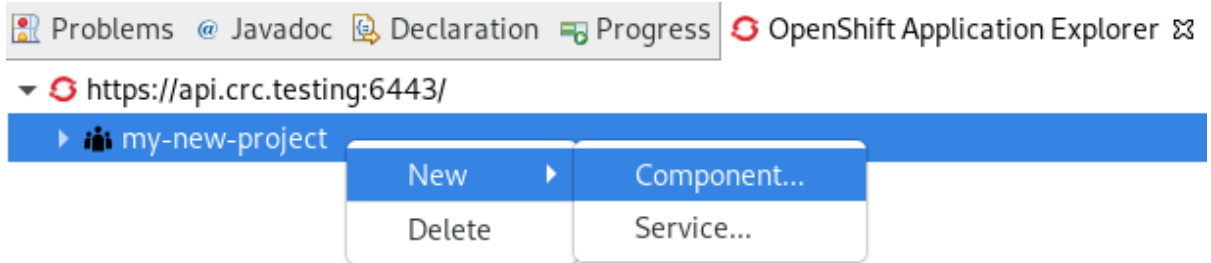 Problems @ Javadoc Declaration Progress OpenShift Application Explorer
https://api.crc.testing:6443/
my-new-project
New Component...
Delete Service...